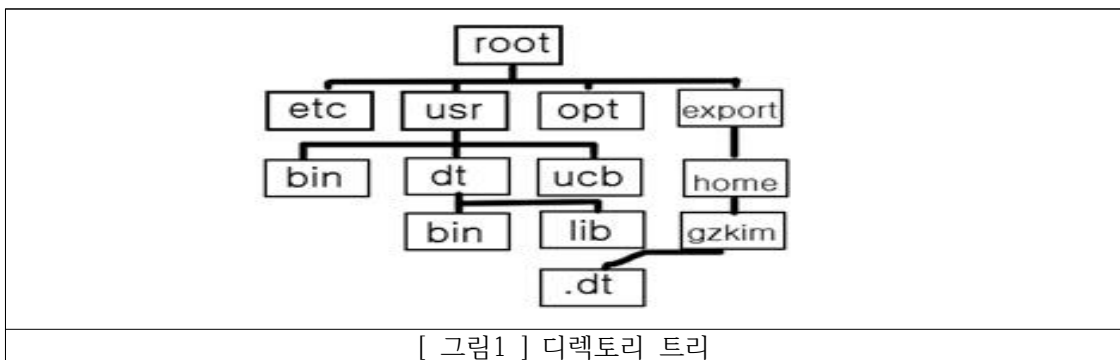 root
etc usr opt export
bin dt ucb home
bin lib gzkim
.dt
[ 그림1 ] 디렉토리 트리